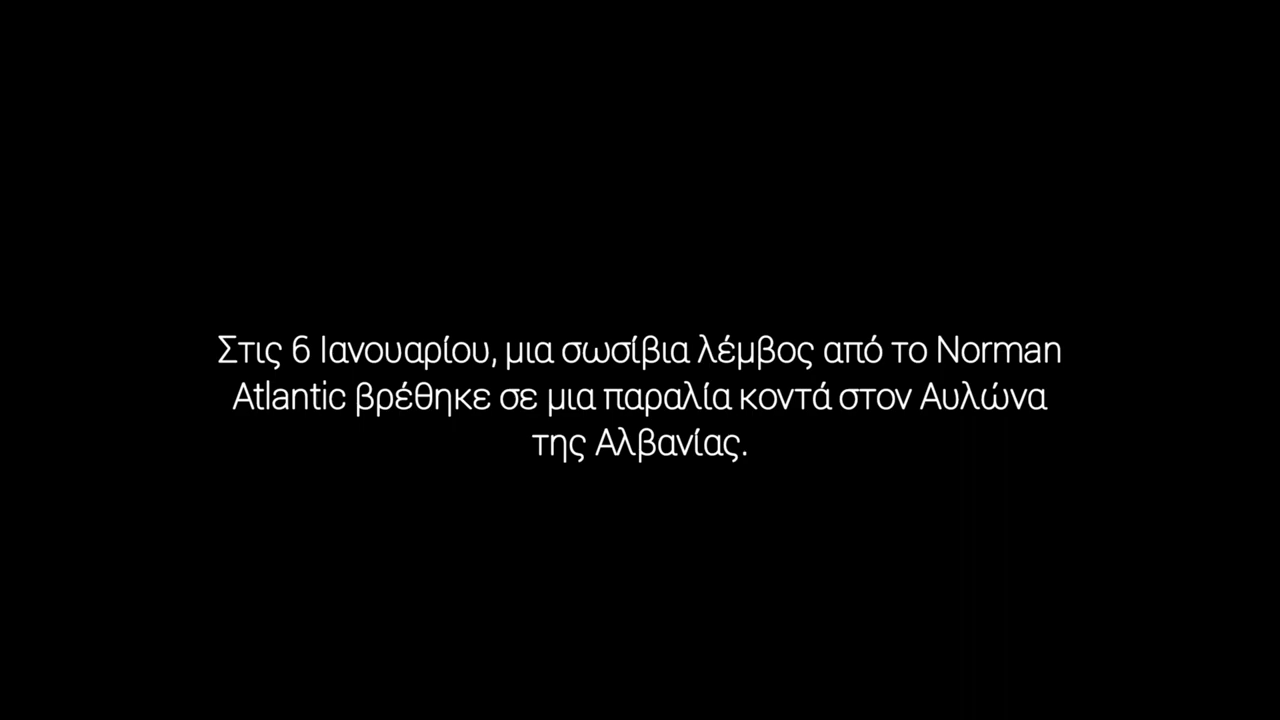 Στις 6 Ιανουαρίου, μια σωσίβια λέμβος από το Norman
Atlantic βρέθηκε σε μια παραλία κοντά στον Αυλώνα
της Αλβανίας.